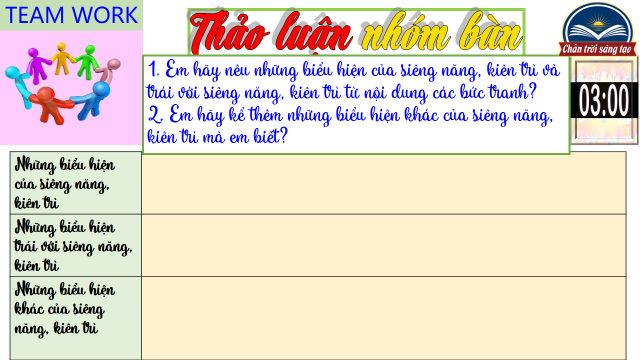 TEAM WORK
Thảo luận nhóm bàn
Chân trời sáng tạo
1. Em hãy nêu những biểu hiện của siêng năng, kiên trì và
trái với siêng năng, kiên trì từ nội dung các bức tranh?
2. Em hãy kể thêm những biểu hiện khác của siêng năng,
kiên trì mà em biết?
03:00
Những biểu hiện
của siêng năng,
kiên trì
Những biểu hiện
trái với siêng năng,
kiên trì
Những biểu hiện
khác của siêng
năng, kiên trì